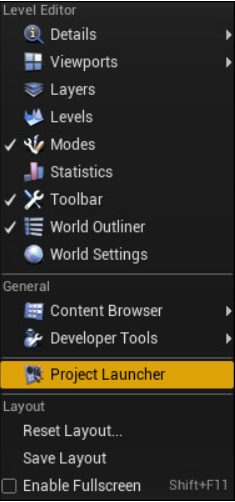 Level Editor
Details
Viewports
Layers
Levels
Modes
Statistics
Toolbar
World Outliner
World Settings
General
Content Browser
Developer Tools
Project Launcher
Layout
Reset Layout...
Save Layout
Enable Fullscreen Shift+F11